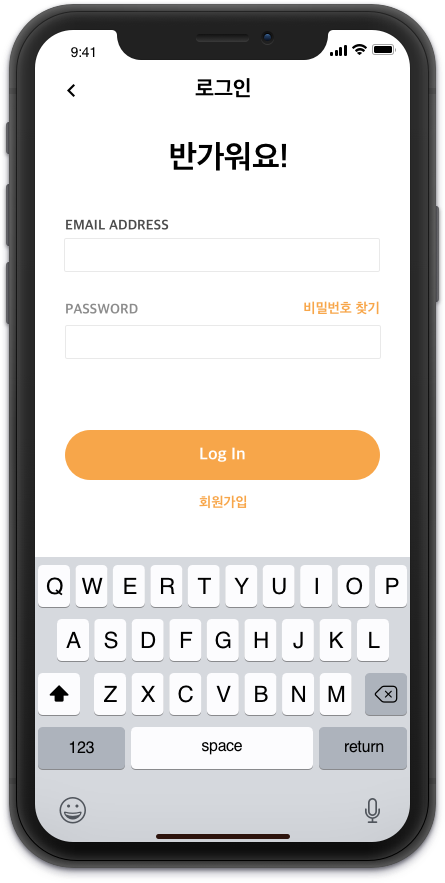 9:41
로그인
반가워요!
EMAIL ADDRESS
PASSWORD 비밀번호 찾기
Log In
회원가입
Q W E R T Y U I O P
A S D F G H J K L
Z X C V B N M
123 space return